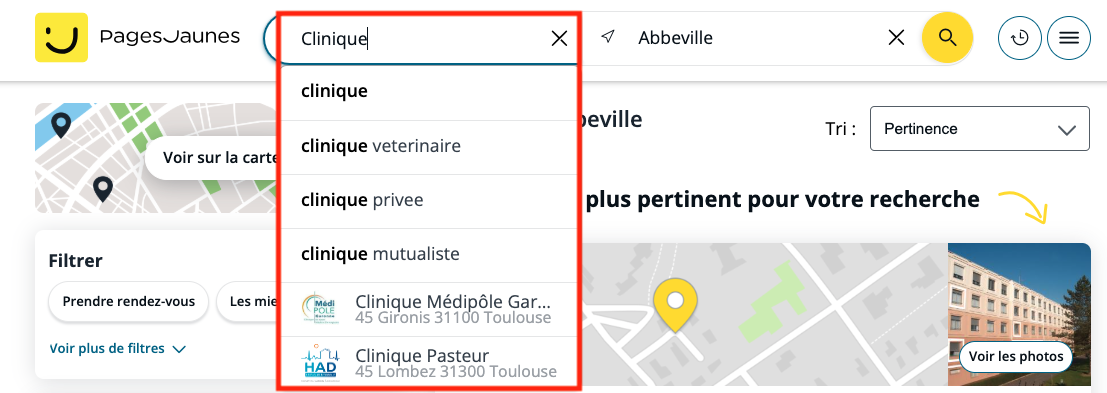 PagesJaunes
Clinique
Abbeville
clinique
clinique veterinaire
clinique privee
clinique mutualiste
Clinique Médipôle Gar...
45 Gironis 31100 Toulouse
Clinique Pasteur
45 Lombez 31300 Toulouse
HAD
Voir sur la carte
beville
Tri :
Pertinence
plus pertinent pour votre recherche
Filtrer
Prendre rendez-vous
Les mie
Voir plus de filtres
Voir les photos